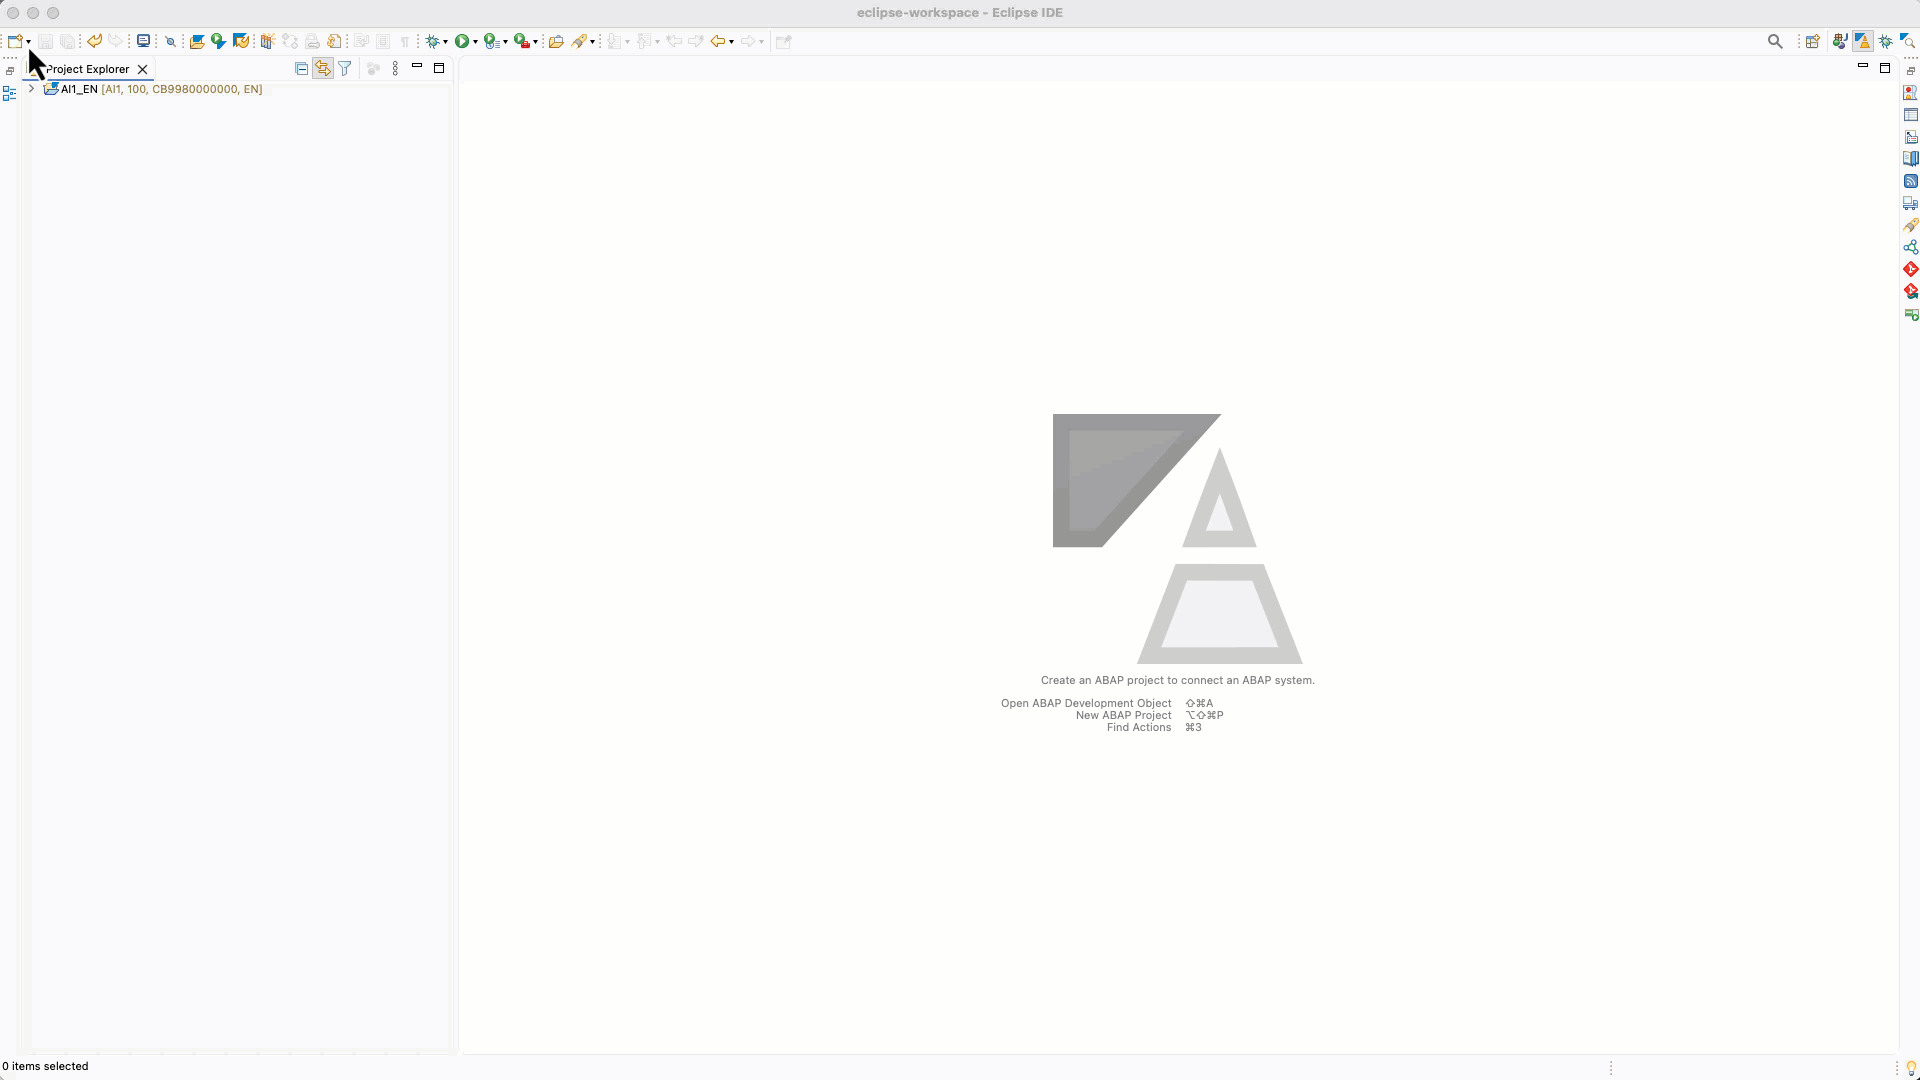 eclipse-workspace - Eclipse IDE
Project Explorer
AI1_EN [AI1, 100, CB9980000000, EN]
Create an ABAP project to connect an ABAP system.
Open ABAP Development Object ⇧⌘A
New ABAP Project ⌥⇧⌘P
Find Actions ⌘3
0 items selected